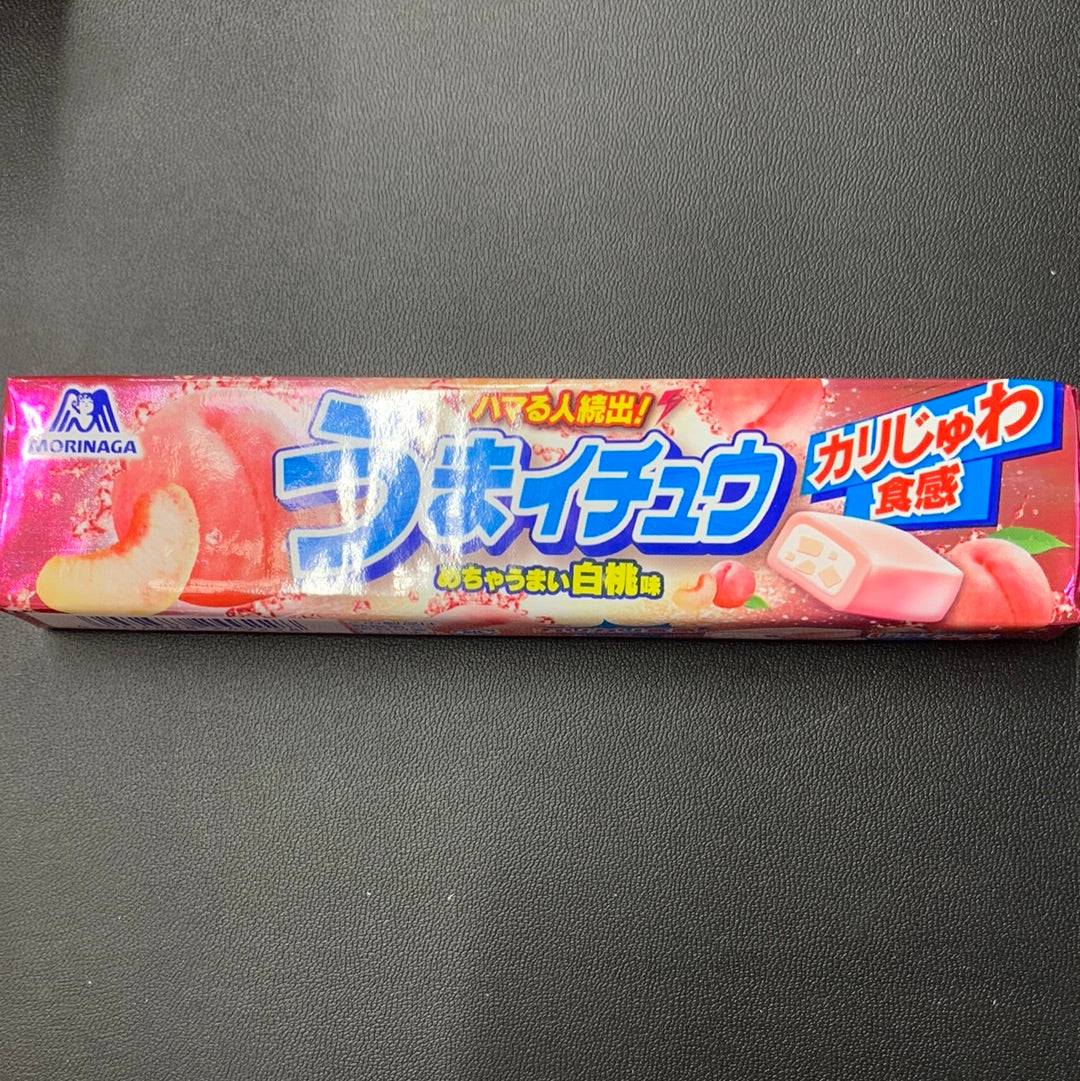 MORINAGA
ハマる人続出!
うまイチュウ
めちゃうまい白桃味
カリじゅわ
食感